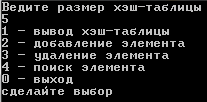 Ведите размер хэш-таблицы
5
1 - вывод хэш-таблицы
2 - добавление элемента
3 - удаление элемента
4 - поиск элемента
0 - выход
сделайте выбор